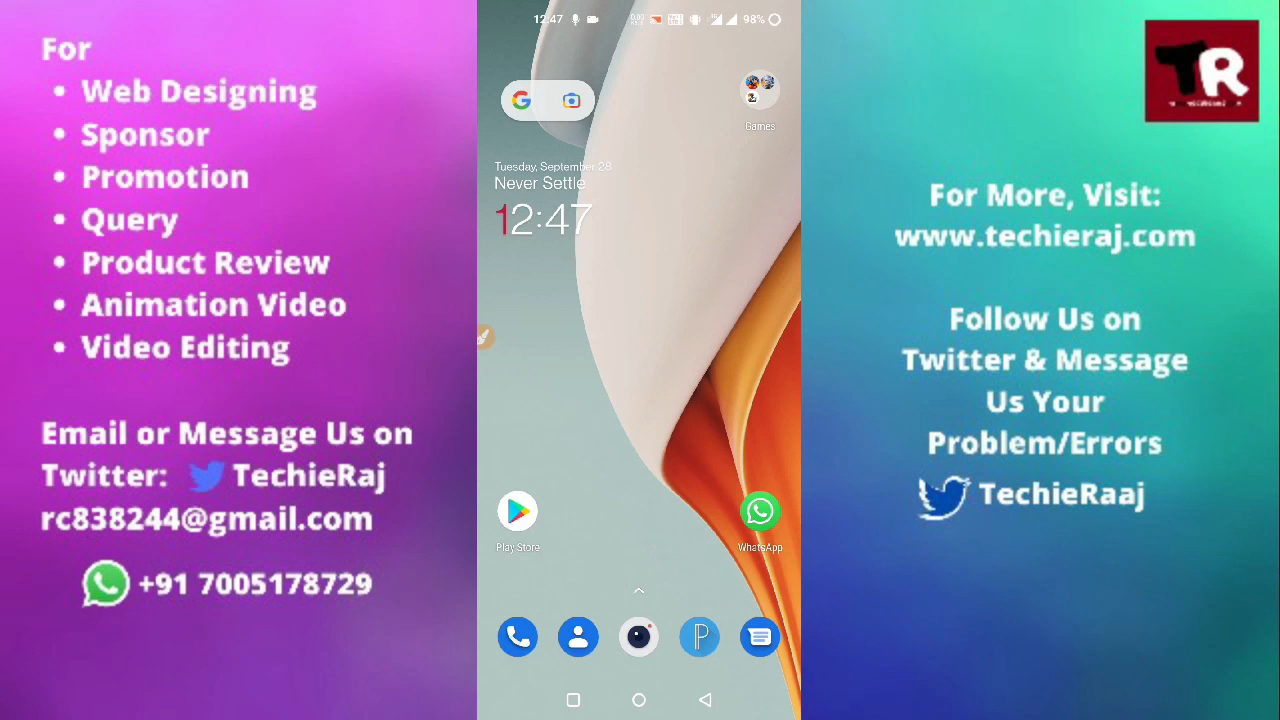 For
• Web Designing
• Sponsor
• Promotion
• Query
• Product Review
• Animation Video
• Video Editing
Email or Message Us on
Twitter: TechieRaj
rc838244@gmail.com
+91 7005178729
12:47
98%
Games
Tuesday, September 28
Never Settle
12:47
Play Store
WhatsApp
TR
For More, Visit:
www.techieraj.com
Follow Us on
Twitter & Message
Us Your
Problem/Errors
TechieRaaj